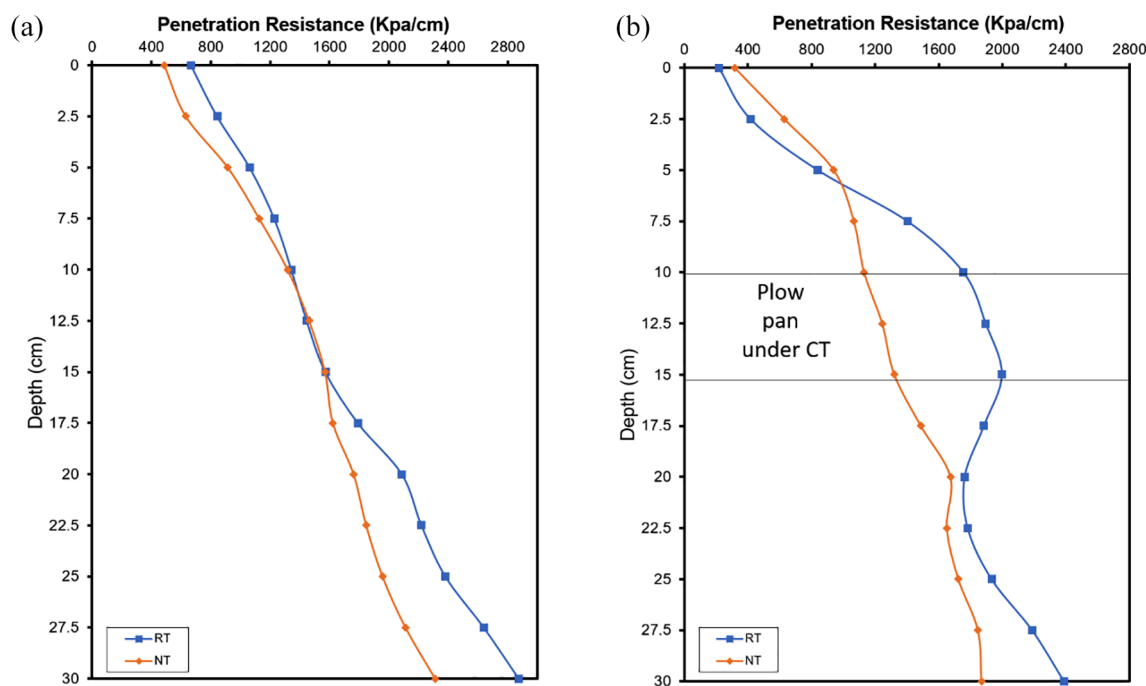 (a)
Penetration Resistance (Kpa/cm)
0 400 800 1200 1600 2000 2400 2800
0
2.5
5
7.5
10
12.5
15
17.5
20
22.5
25
27.5
30
Depth (cm)
RT
NT
(b)
Penetration Resistance (Kpa/cm)
0 400 800 1200 1600 2000 2400 2800
0
2.5
5
7.5
10
12.5
15
17.5
20
22.5
25
27.5
30
Depth (cm)
Plow
pan
under CT
RT
NT